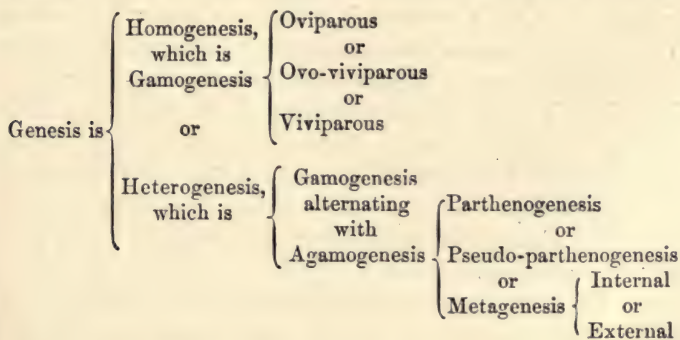 Genesis is
Homogenesis,
which is
Gamogenesis
or
Heterogenesis,
which is
Oviparous
or
Ovo-viviparous
or
Viviparous
Gamogenesis
alternating
with
Agamogenesis
Parthenogenesis
or
Pseudo-parthenogenesis
or
Metagenesis
Internal
or
External